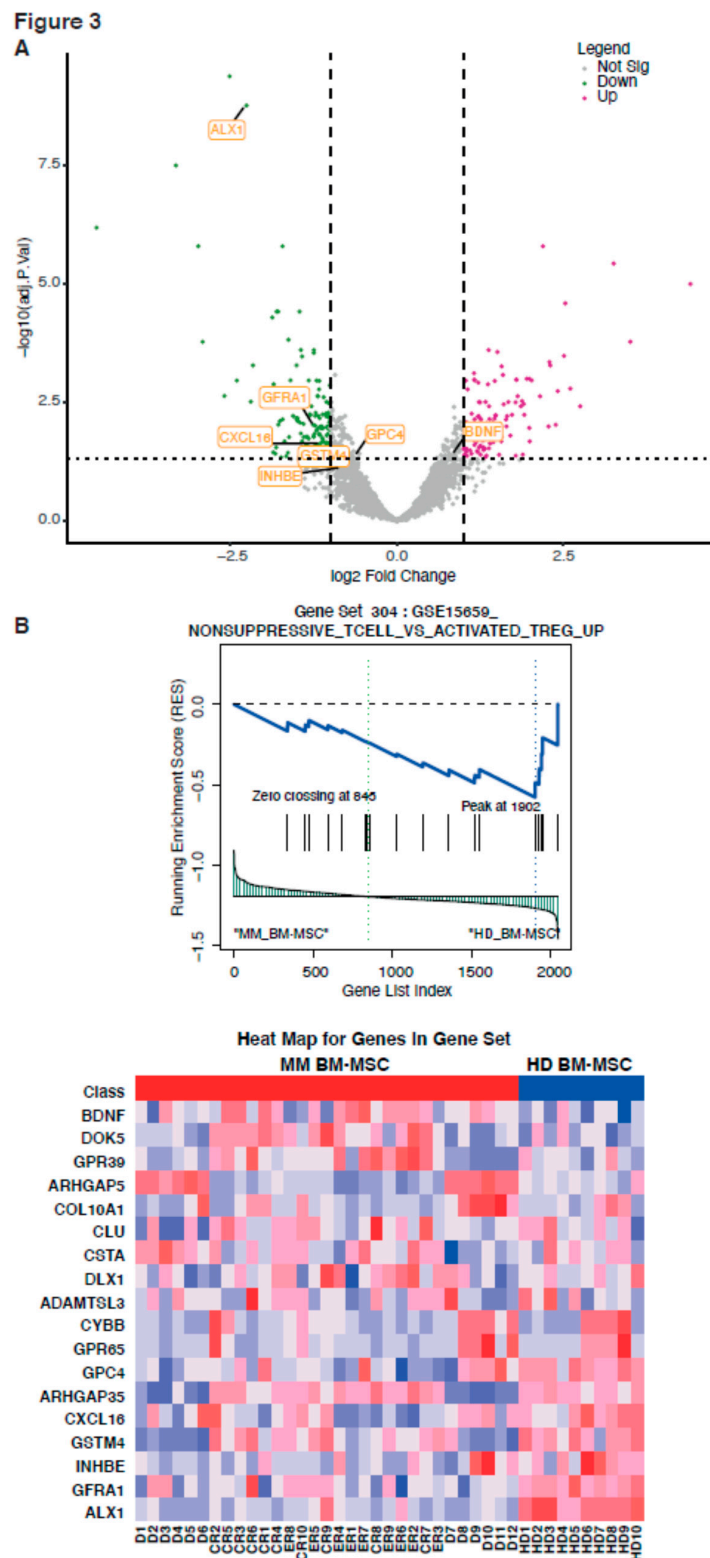 Figure 3
A
Legend
Not Sig
Down
Up
ALX1
7.5
5.0
2.5
0.0
−log10(adj.P.Val)
GFRA1
CXCL16
GSTM4
INHBE
GPC4
BDNF
−2.5
0.0
2.5
log2 Fold Change
B
Gene Set 304 : GSE15659_
NONSUPPRESSIVE_TCELL_VS_ACTIVATED_TREG_UP
Running Enrichment Score (RES)
0.0
−0.5
−1.0
−1.5
Zero crossing at 845
Peak at 1902
"MM_BM-MSC"
"HD_BM-MSC"
0
500
1000
1500
2000
Gene List Index
Heat Map for Genes In Gene Set
MM BM-MSC
HD BM-MSC
Class
BDNF
DOK5
GPR39
ARHGAP5
COL10A1
CLU
CSTA
DLX1
ADAMTSL3
CYBB
GPR65
GPC4
ARHGAP35
CXCL16
GSTM4
INHBE
GFRA1
ALX1
D1 D2 D3 D4 D5 D6 CR2 CR5 CR3 CR6 CR1 CR4 ER8 CR10 ER5 CR9 ER4 ER1 ER7 CR8 ER9 ER6 ER2 CR7 ER3 D7 D8 D9 D10 D11 D12 HD1 HD2 HD3 HD4 HD5 HD6 HD7 HD8 HD9 HD10